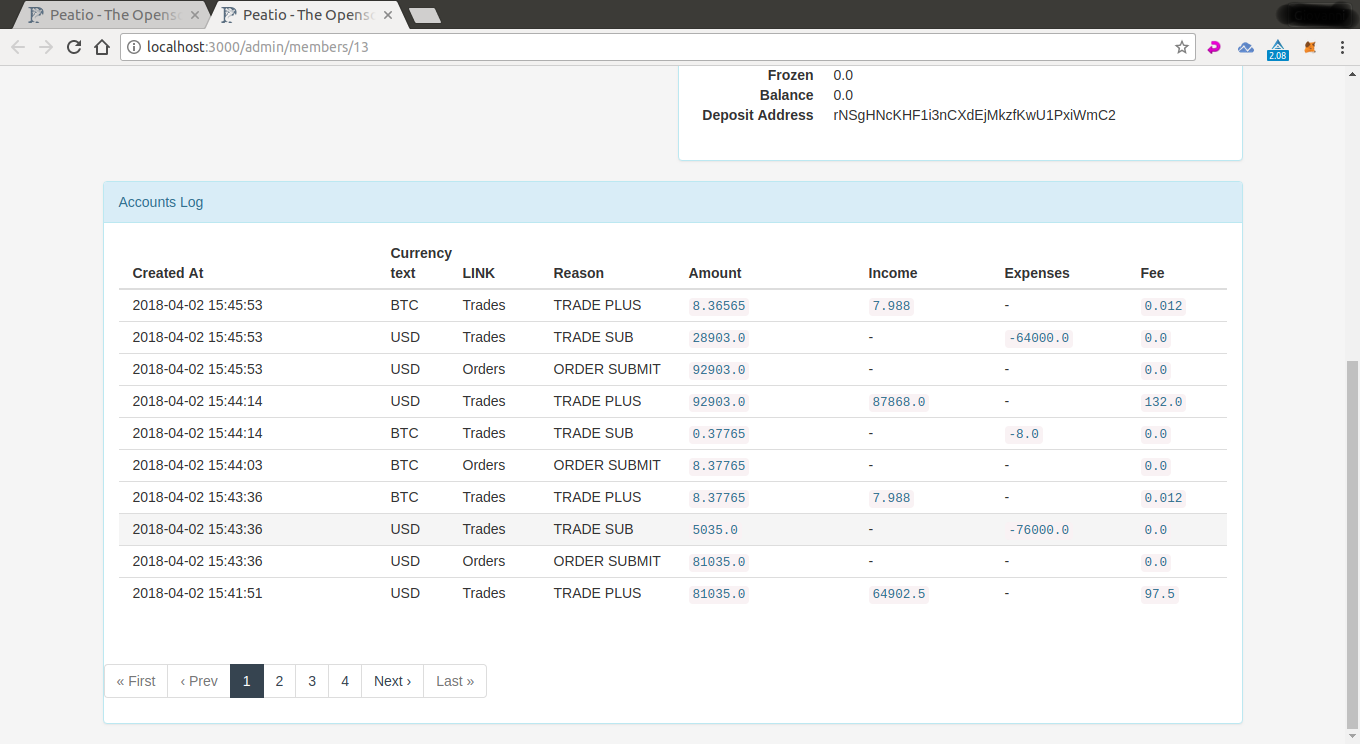 Peatio - The Openso
Peatio - The Openso
localhost:3000/admin/members/13
2.08
Frozen 0.0
Balance 0.0
Deposit Address rNSgHNcKHF1i3nCXdEjMkzfKwU1PxiWmC2
Accounts Log
Created At Currency text LINK Reason Amount Income Expenses Fee
2018-04-02 15:45:53 BTC Trades TRADE PLUS 8.36565 7.988 - 0.012
2018-04-02 15:45:53 USD Trades TRADE SUB 28903.0 - -64000.0 0.0
2018-04-02 15:45:53 USD Orders ORDER SUBMIT 92903.0 - - 0.0
2018-04-02 15:44:14 USD Trades TRADE PLUS 92903.0 87868.0 - 132.0
2018-04-02 15:44:14 BTC Trades TRADE SUB 0.37765 - -8.0 0.0
2018-04-02 15:44:03 BTC Orders ORDER SUBMIT 8.37765 - - 0.0
2018-04-02 15:43:36 BTC Trades TRADE PLUS 8.37765 7.988 - 0.012
2018-04-02 15:43:36 USD Trades TRADE SUB 5035.0 - -76000.0 0.0
2018-04-02 15:43:36 USD Orders ORDER SUBMIT 81035.0 - - 0.0
2018-04-02 15:41:51 USD Trades TRADE PLUS 81035.0 64902.5 - 97.5
« First ‹ Prev 1 2 3 4 Next › Last »